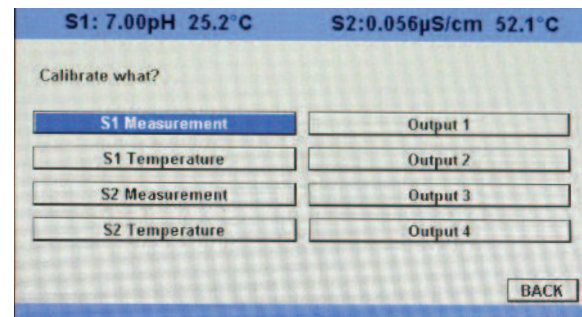 S1: 7.00pH 25.2°C S2:0.056µS/cm 52.1°C
Calibrate what?
S1 Measurement
Output 1
S1 Temperature
Output 2
S2 Measurement
Output 3
S2 Temperature
Output 4
BACK